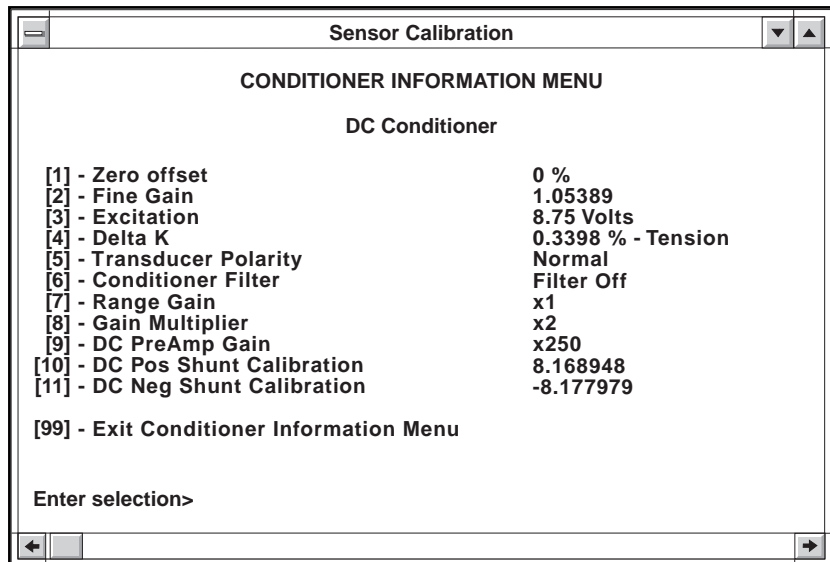 Sensor Calibration
CONDITIONER INFORMATION MENU
DC Conditioner
[1] - Zero offset 0 %
[2] - Fine Gain 1.05389
[3] - Excitation 8.75 Volts
[4] - Delta K 0.3398 % - Tension
[5] - Transducer Polarity Normal
[6] - Conditioner Filter Filter Off
[7] - Range Gain x1
[8] - Gain Multiplier x2
[9] - DC PreAmp Gain x250
[10] - DC Pos Shunt Calibration 8.168948
[11] - DC Neg Shunt Calibration -8.177979
[99] - Exit Conditioner Information Menu
Enter selection>